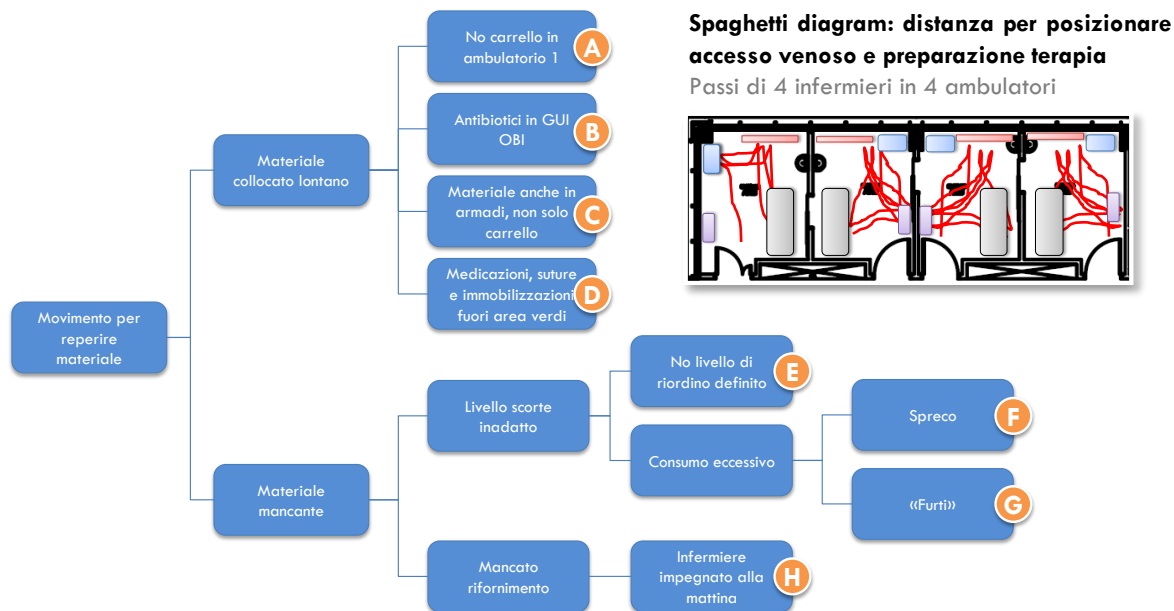 Spaghetti diagram: distanza per posizionare
accesso venoso e preparazione terapia
Passi di 4 infermieri in 4 ambulatori
No carrello in
ambulatorio 1
A
Antibiotici in GUI
OBI
B
Materiale
collocato lontano
Materiale anche in
armadi, non solo
carrello
C
Medicazioni, suture
e immobilizzazioni
fuori area verdi
D
Movimento per
reperire
materiale
No livello di
riordino definito
E
Livello scorte
inadatto
Spreco
F
Consumo eccessivo
Materiale
mancante
«Furti»
G
Mancato
rifornimento
Infermiere
impegnato alla
mattina
H